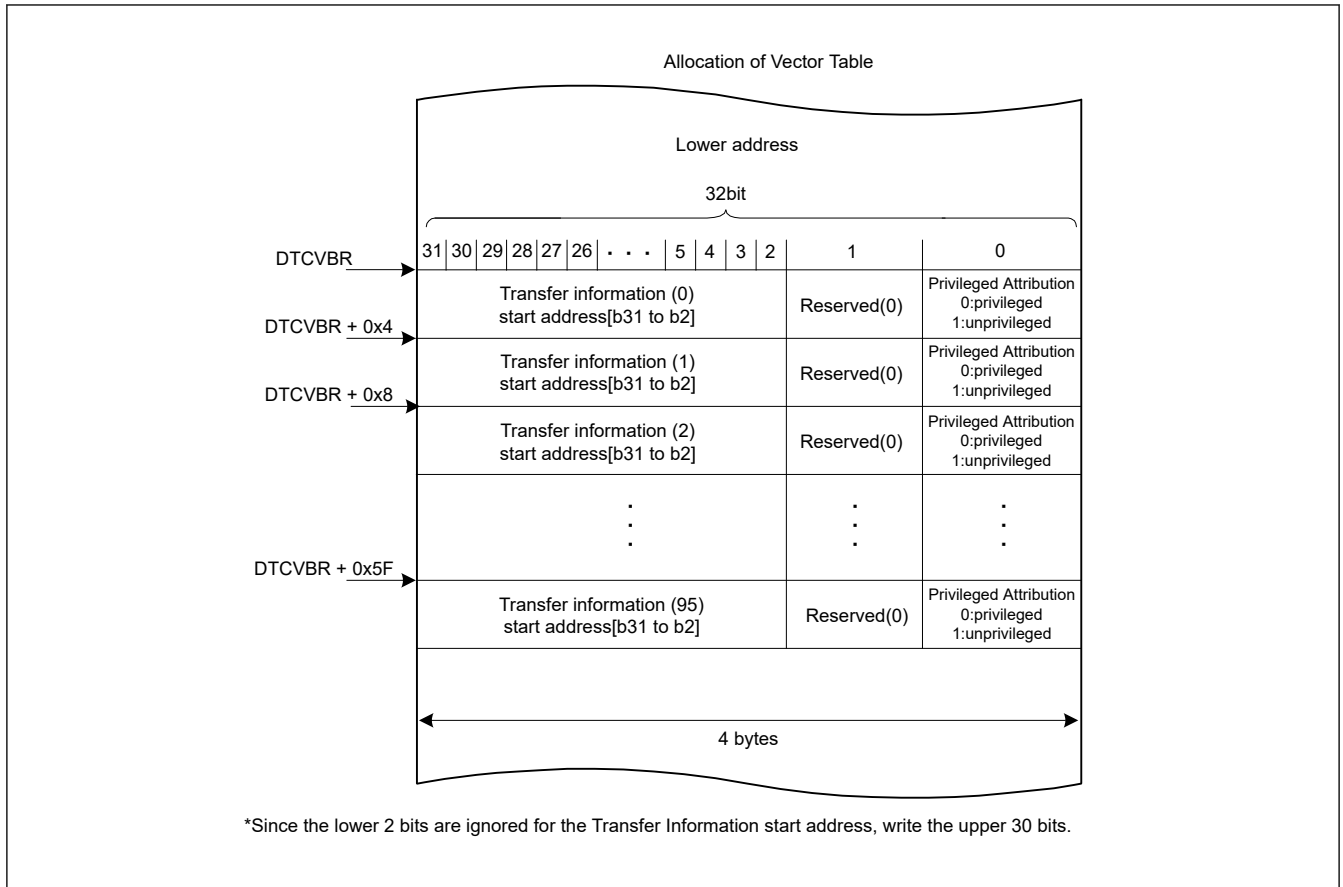 Allocation of Vector Table
Lower address
32bit
31 30 29 28 27 26 . . . 5 4 3 2 1 0
DTCVBR
Transfer information (0)
start address[b31 to b2]
Reserved(0)
Privileged Attribution
0:privileged
1:unprivileged
DTCVBR + 0x4
Transfer information (1)
start address[b31 to b2]
Reserved(0)
Privileged Attribution
0:privileged
1:unprivileged
DTCVBR + 0x8
Transfer information (2)
start address[b31 to b2]
Reserved(0)
Privileged Attribution
0:privileged
1:unprivileged
DTCVBR + 0x5F
Transfer information (95)
start address[b31 to b2]
Reserved(0)
Privileged Attribution
0:privileged
1:unprivileged
4 bytes
*Since the lower 2 bits are ignored for the Transfer Information start address, write the upper 30 bits.